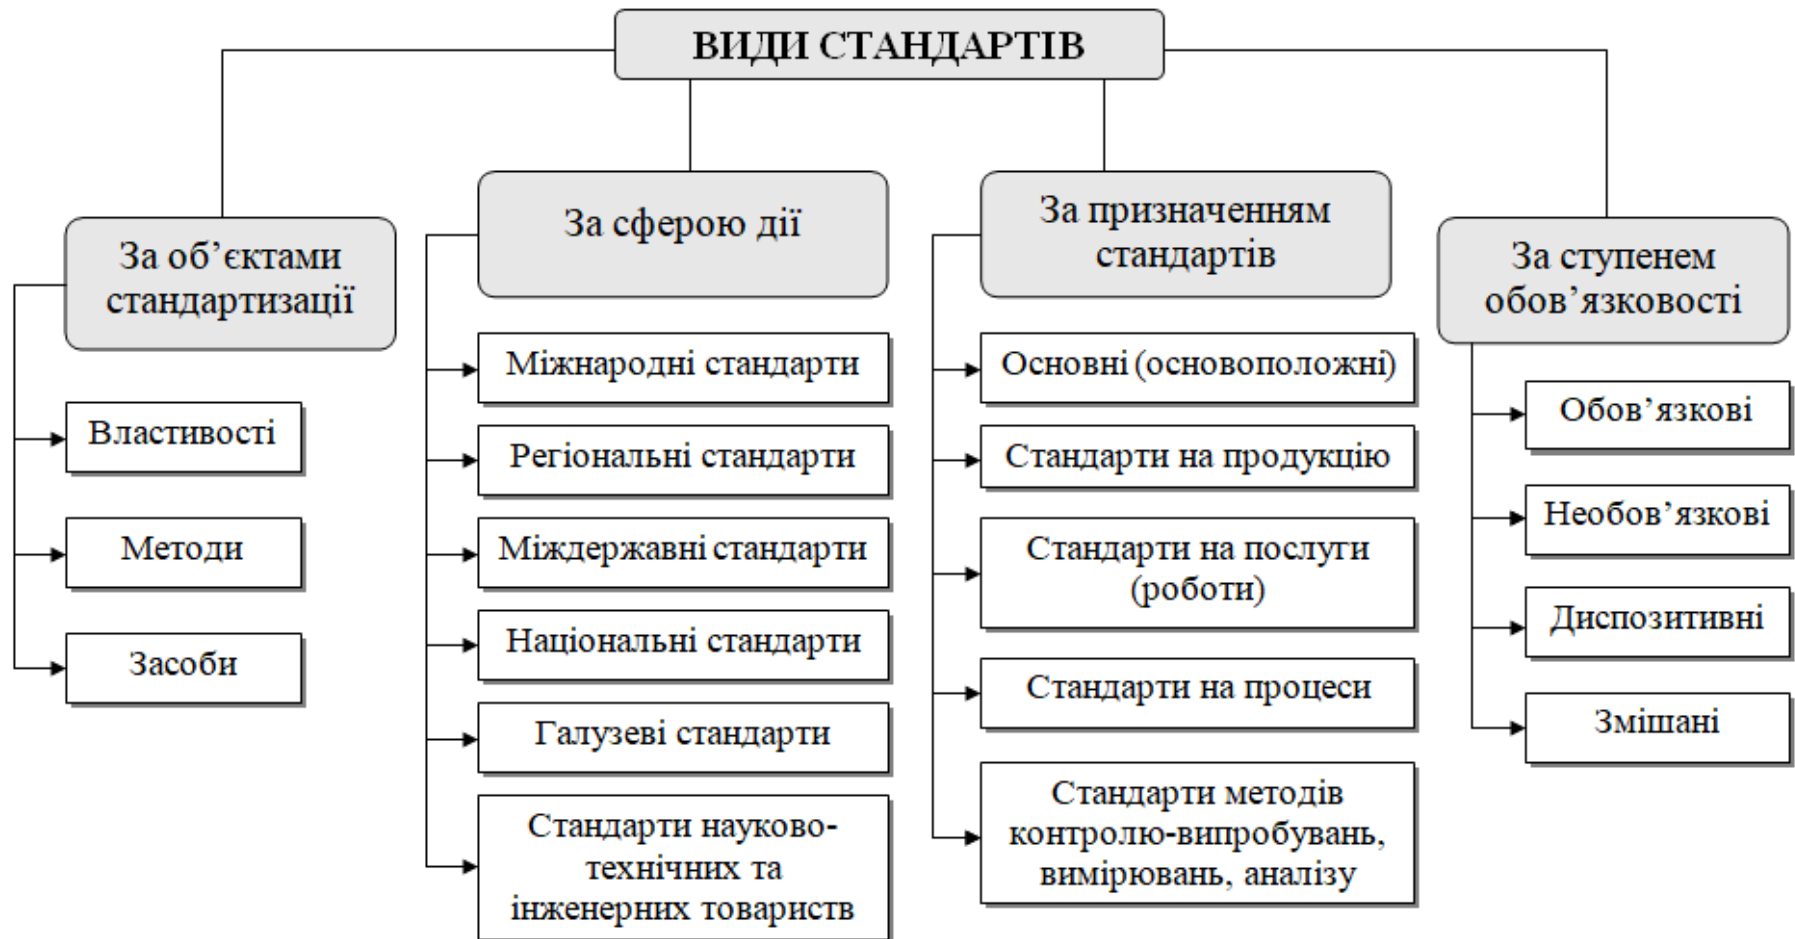 ВИДИ СТАНДАРТІВ
За об’єктами
стандартизації
Властивості
Методи
Засоби
За сферою дії
Міжнародні стандарти
Регіональні стандарти
Міждержавні стандарти
Національні стандарти
Галузеві стандарти
Стандарти науково-
технічних та
інженерних товариств
За призначенням
стандартів
Основні (основоположні)
Стандарти на продукцію
Стандарти на послуги
(роботи)
Стандарти на процеси
Стандарти методів
контролю-випробувань,
вимірювань, аналізу
За ступенем
обов’язковості
Обов’язкові
Необов’язкові
Диспозитивні
Змішані